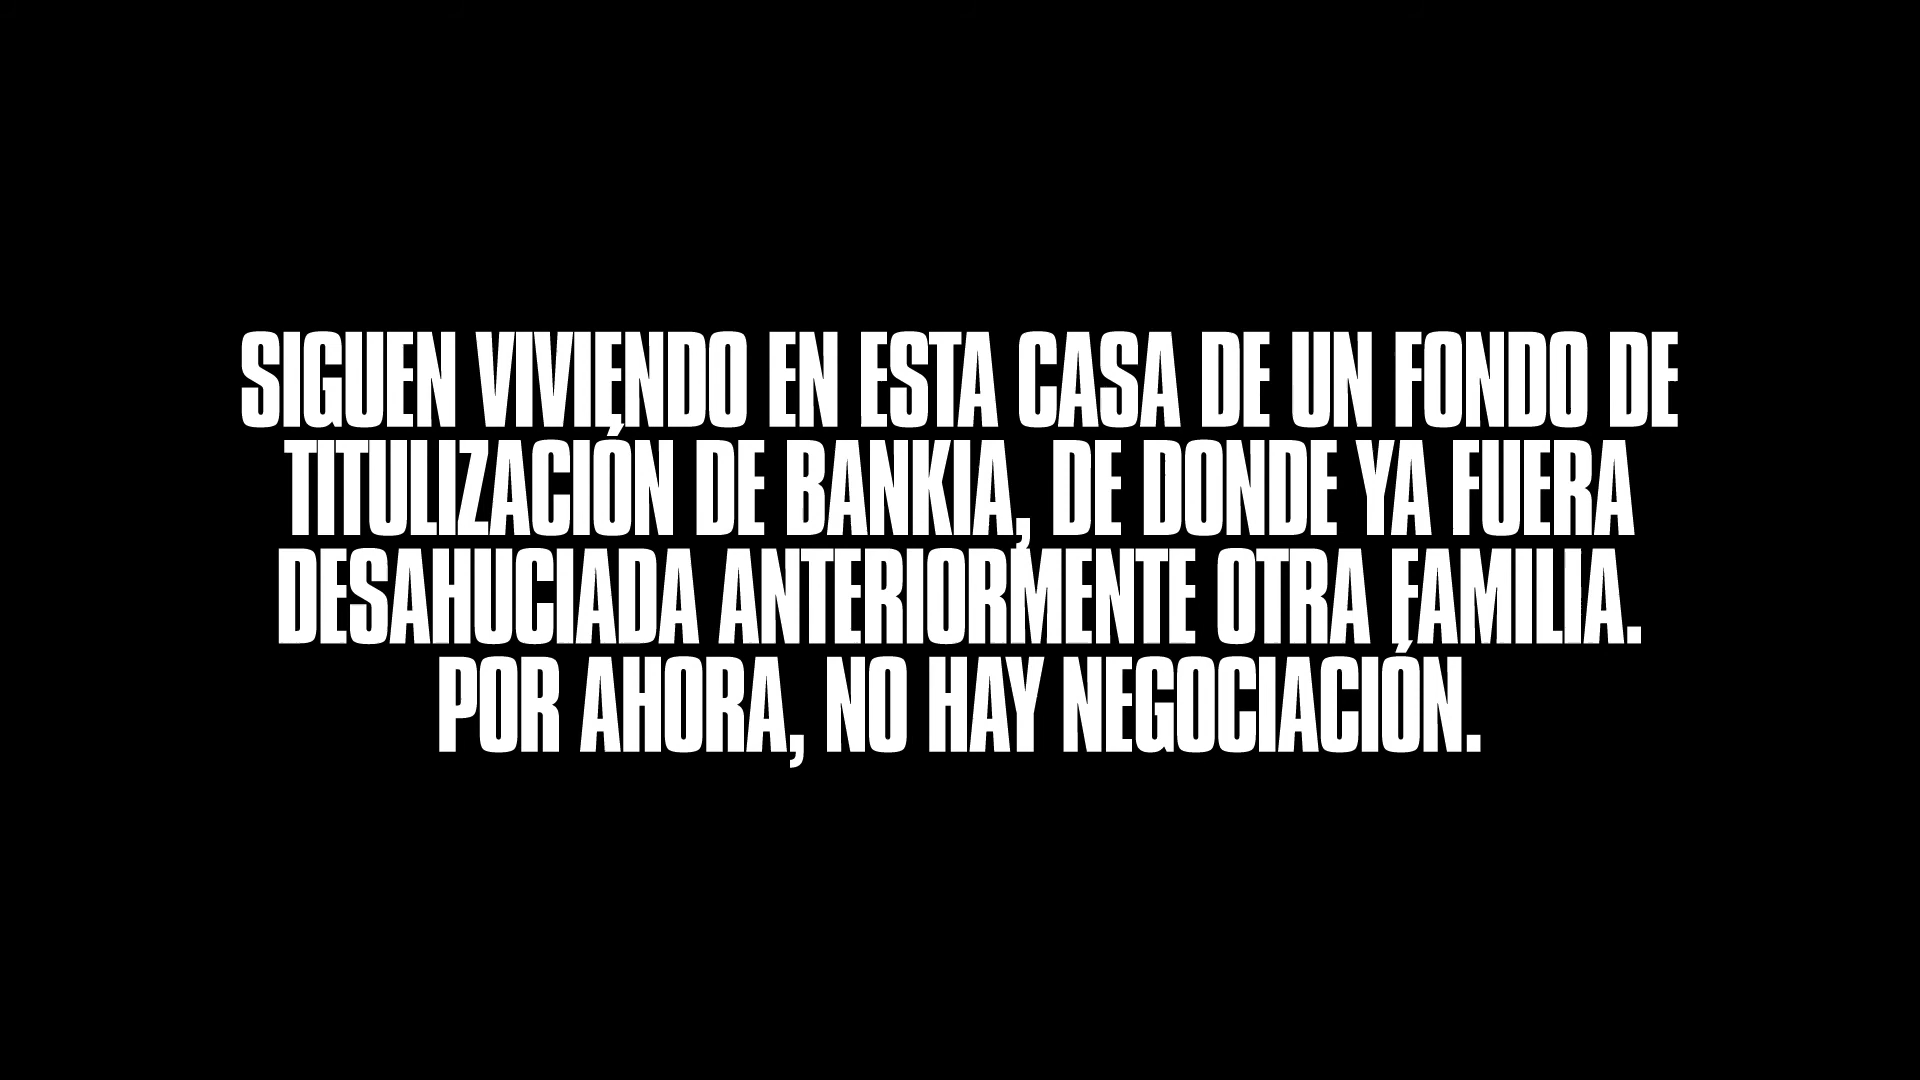 SIGUEN VIVIENDO EN ESTA CASA DE UN FONDO DE
TITULIZACIÓN DE BANKIA, DE DONDE YA FUERA
DESAHUCIADA ANTERIORMENTE OTRA FAMILIA.
POR AHORA, NO HAY NEGOCIACIÓN.